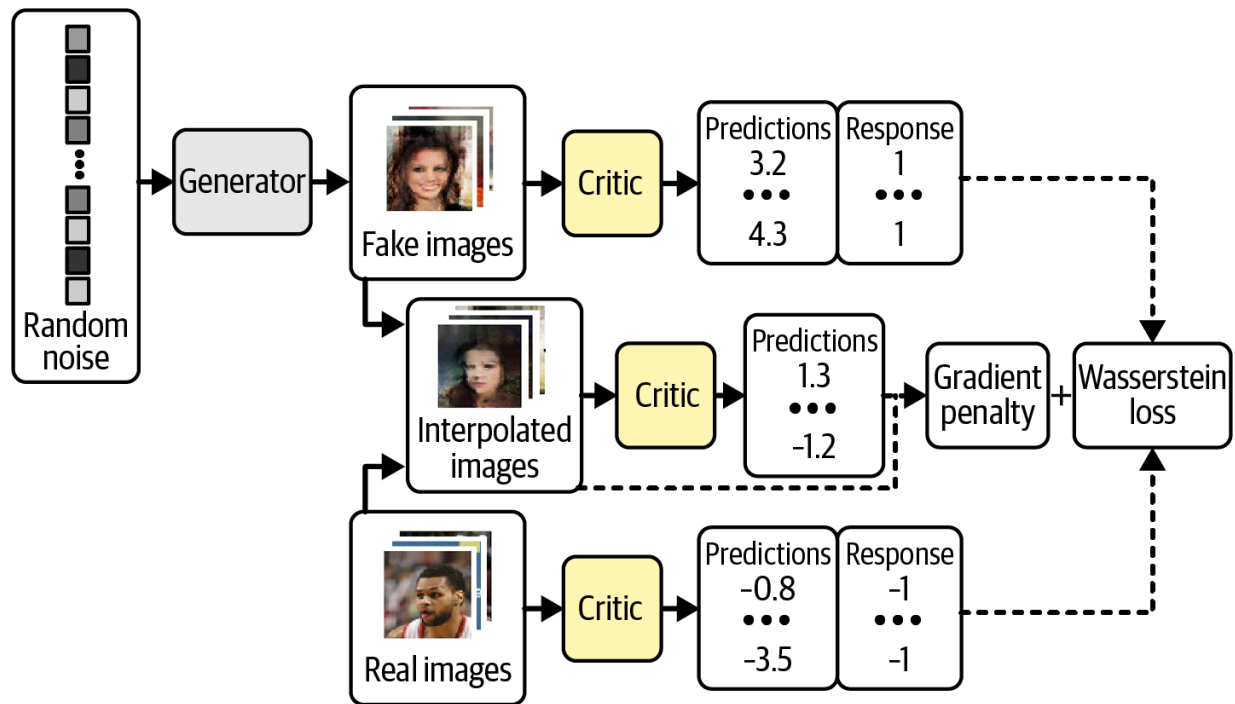 Random
noise
Generator
Fake images
Critic
Predictions
3.2
•••
4.3
Response
1
•••
1
Interpolated
images
Critic
Predictions
1.3
•••
–1.2
Gradient
penalty
+
Wasserstein
loss
Real images
Critic
Predictions
–0.8
•••
–3.5
Response
–1
•••
–1